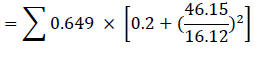 = ∑ 0.649 × [0.2 + (46.15/16.12)²]